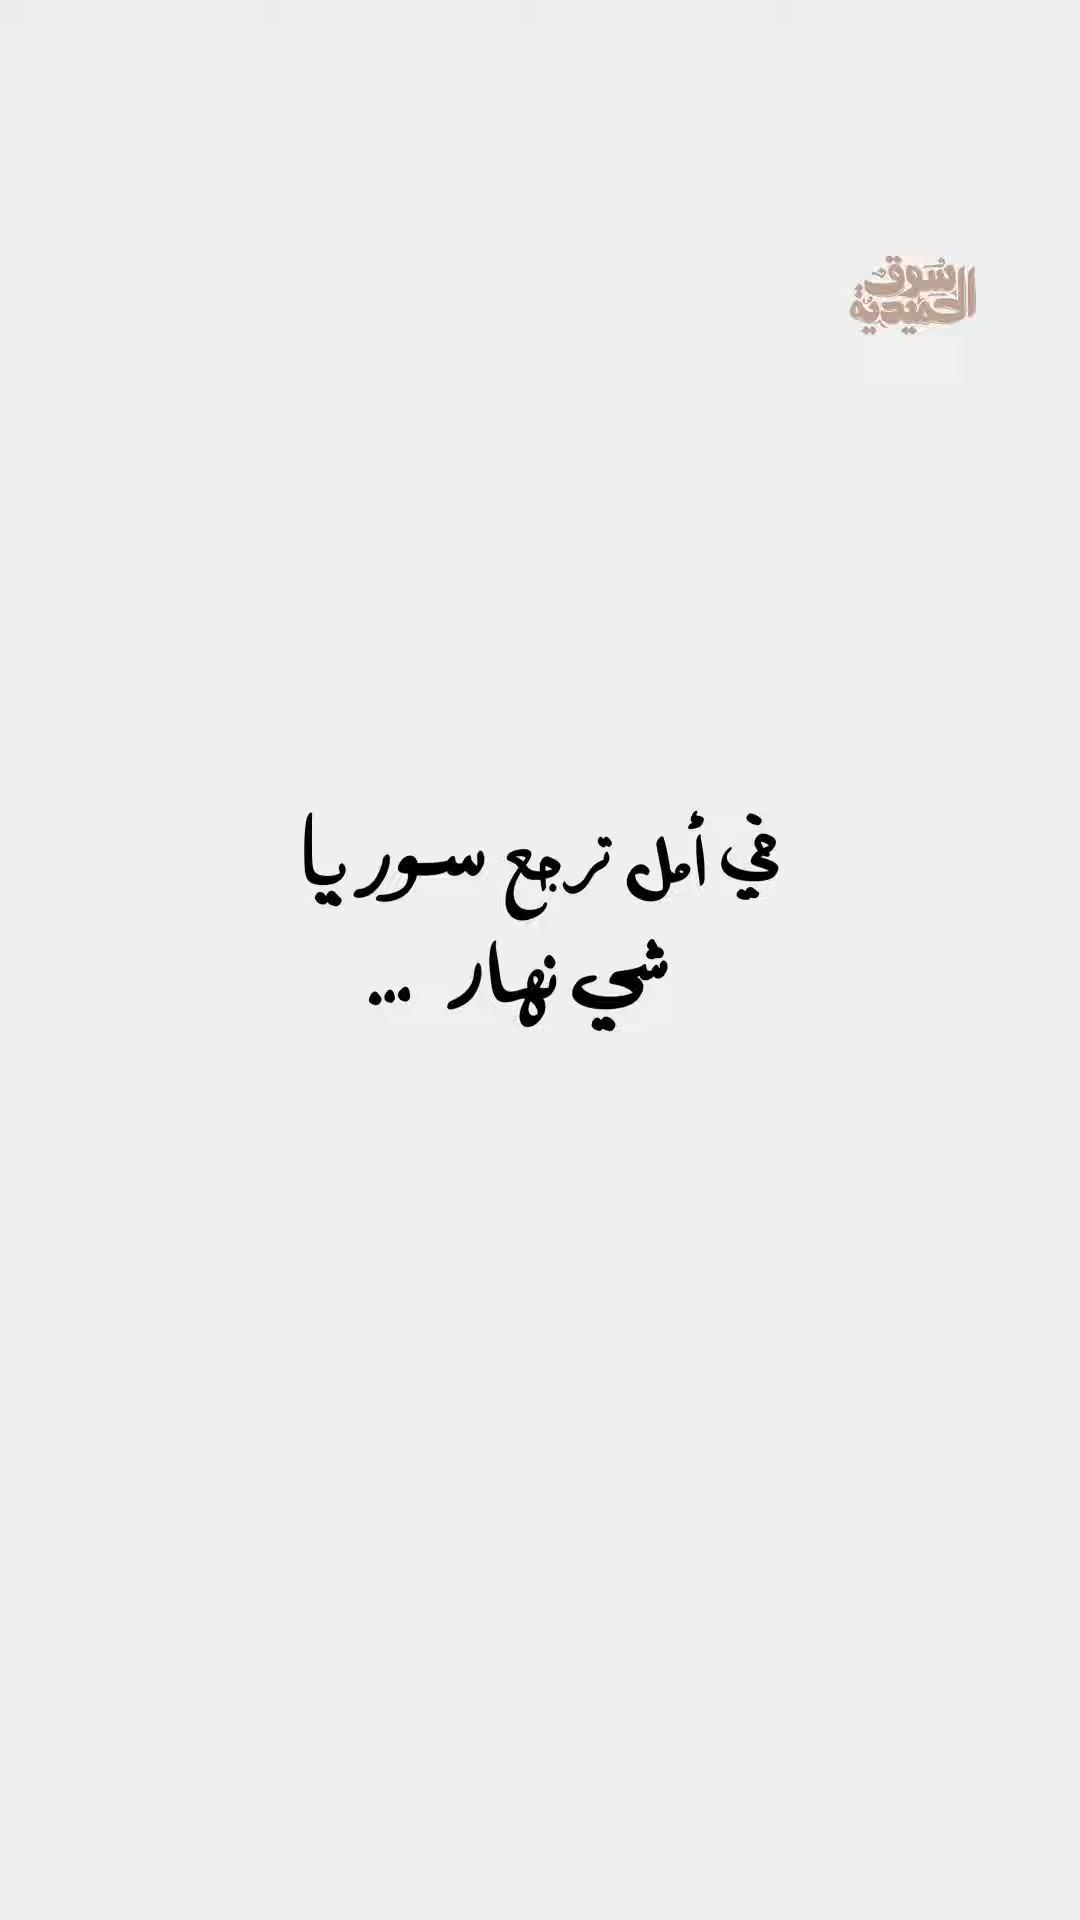 سوق
الحميدية
في أمل ترجع سوريا
شي نهار ...